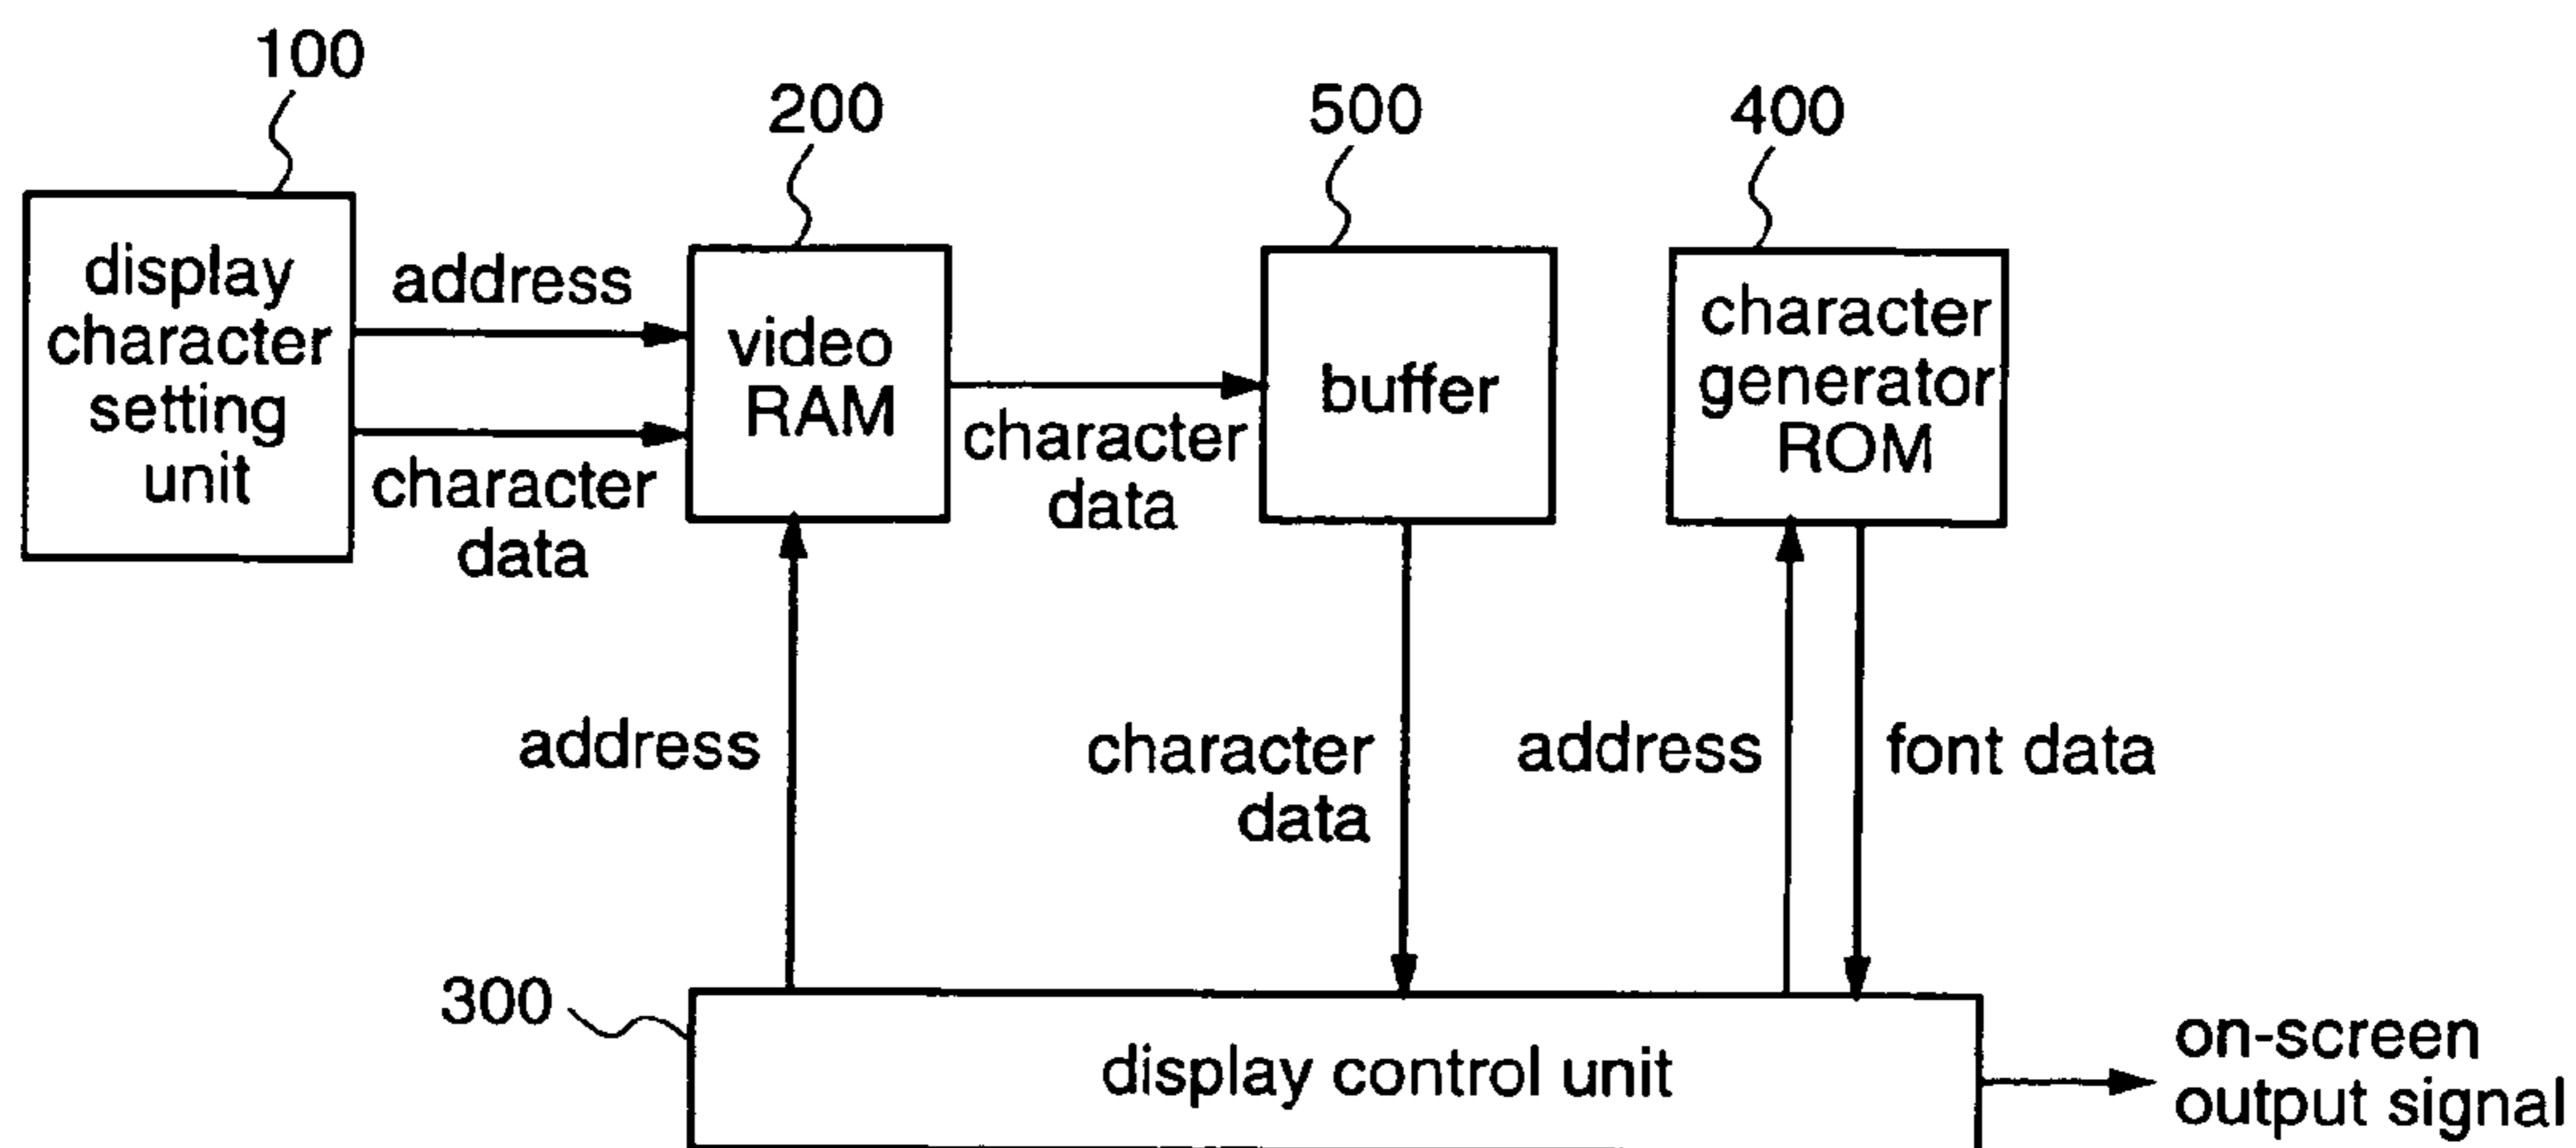 100
200
500
400
display
character
setting
unit
address
character
data
video
RAM
character
data
buffer
character
generator
ROM
address
character
data
address
font data
300
display control unit
on-screen
output signal